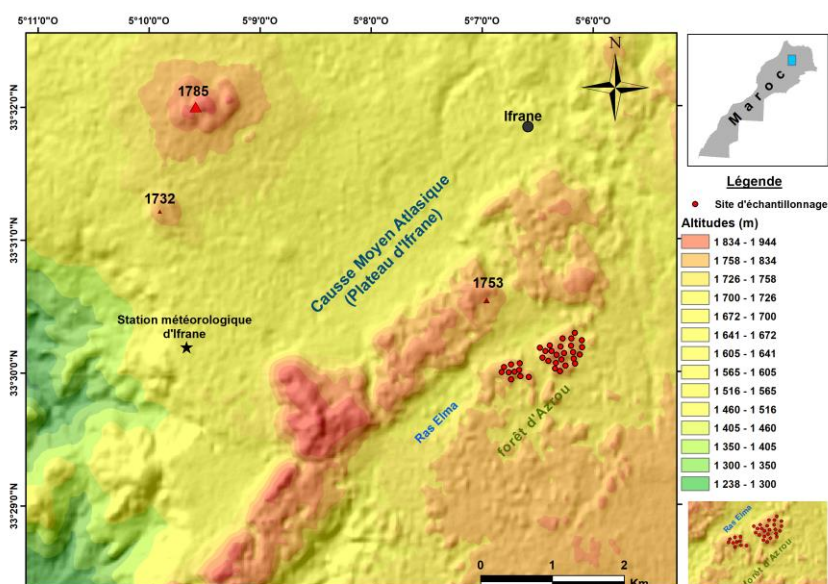 5°11'0"O
5°10'0"O
5°9'0"O
5°8'0"O
5°7'0"O
5°6'0"O
33°32'0"N
33°31'0"N
33°30'0"N
33°29'0"N
N
1785
Ifrane
1732
Causse Moyen Atlasique
(Plateau d'Ifrane)
1753
Station météorologique
d'Ifrane
Ras Elma
forêt d'Azrou
0 1 2
Km
Maroc
Légende
Site d'échantillonnage
Altitudes (m)
1 834 - 1 944
1 758 - 1 834
1 726 - 1 758
1 700 - 1 726
1 672 - 1 700
1 641 - 1 672
1 605 - 1 641
1 565 - 1 605
1 516 - 1 565
1 460 - 1 516
1 405 - 1 460
1 350 - 1 405
1 300 - 1 350
1 238 - 1 300
Ras Elma
forêt d'Azrou